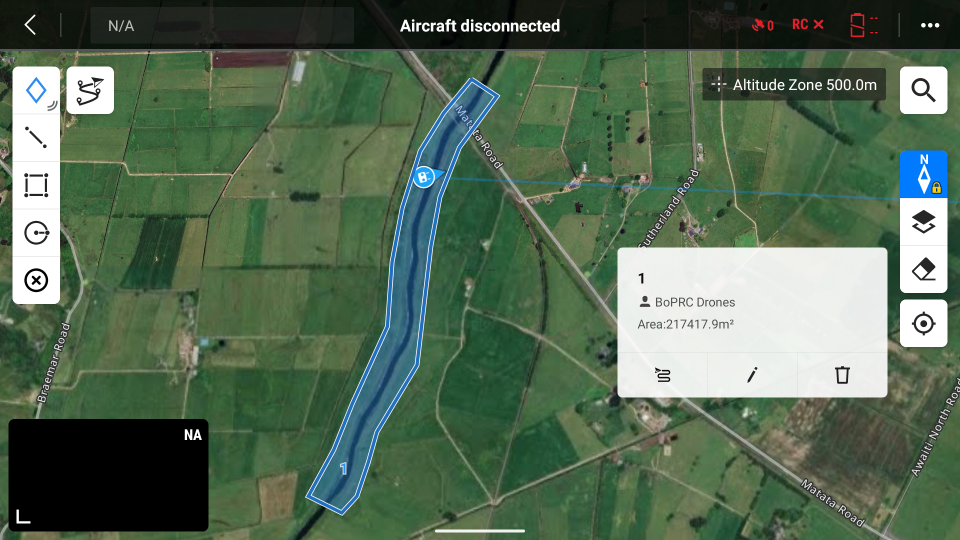 N/A
Aircraft disconnected
0
RC
--
--
Altitude Zone 500.0m
N
Matata Road
Sutherland Road
1
BoPRC Drones
Area:217417.9m²
Braemar Road
NA
1
Matata Road
Awaiti North Road